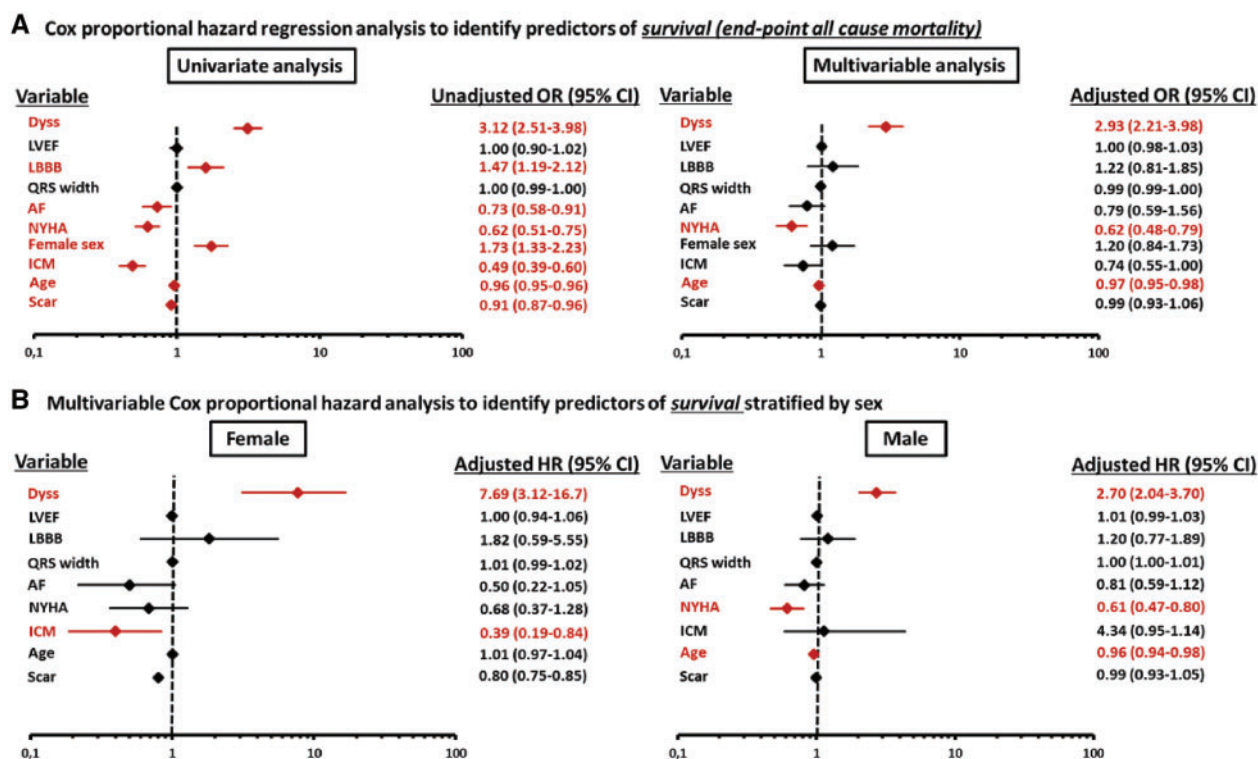 A Cox proportional hazard regression analysis to identify predictors of survival (end-point all cause mortality)
Univariate analysis
Variable Unadjusted OR (95% CI)
Dyss 3.12 (2.51-3.98)
LVEF 1.00 (0.90-1.02)
LBBB 1.47 (1.19-2.12)
QRS width 1.00 (0.99-1.00)
AF 0.73 (0.58-0.91)
NYHA 0.62 (0.51-0.75)
Female sex 1.73 (1.33-2.23)
ICM 0.49 (0.39-0.60)
Age 0.96 (0.95-0.96)
Scar 0.91 (0.87-0.96)
0,1 1 10 100
Multivariable analysis
Variable Adjusted OR (95% CI)
Dyss 2.93 (2.21-3.98)
LVEF 1.00 (0.98-1.03)
LBBB 1.22 (0.81-1.85)
QRS width 0.99 (0.99-1.00)
AF 0.79 (0.59-1.56)
NYHA 0.62 (0.48-0.79)
Female sex 1.20 (0.84-1.73)
ICM 0.74 (0.55-1.00)
Age 0.97 (0.95-0.98)
Scar 0.99 (0.93-1.06)
0,1 1 10 100
B Multivariable Cox proportional hazard analysis to identify predictors of survival stratified by sex
Female
Variable Adjusted HR (95% CI)
Dyss 7.69 (3.12-16.7)
LVEF 1.00 (0.94-1.06)
LBBB 1.82 (0.59-5.55)
QRS width 1.01 (0.99-1.02)
AF 0.50 (0.22-1.05)
NYHA 0.68 (0.37-1.28)
ICM 0.39 (0.19-0.84)
Age 1.01 (0.97-1.04)
Scar 0.80 (0.75-0.85)
0,1 1 10 100
Male
Variable Adjusted HR (95% CI)
Dyss 2.70 (2.04-3.70)
LVEF 1.01 (0.99-1.03)
LBBB 1.20 (0.77-1.89)
QRS width 1.00 (1.00-1.01)
AF 0.81 (0.59-1.12)
NYHA 0.61 (0.47-0.80)
ICM 4.34 (0.95-1.14)
Age 0.96 (0.94-0.98)
Scar 0.99 (0.93-1.05)
0,1 1 10 100